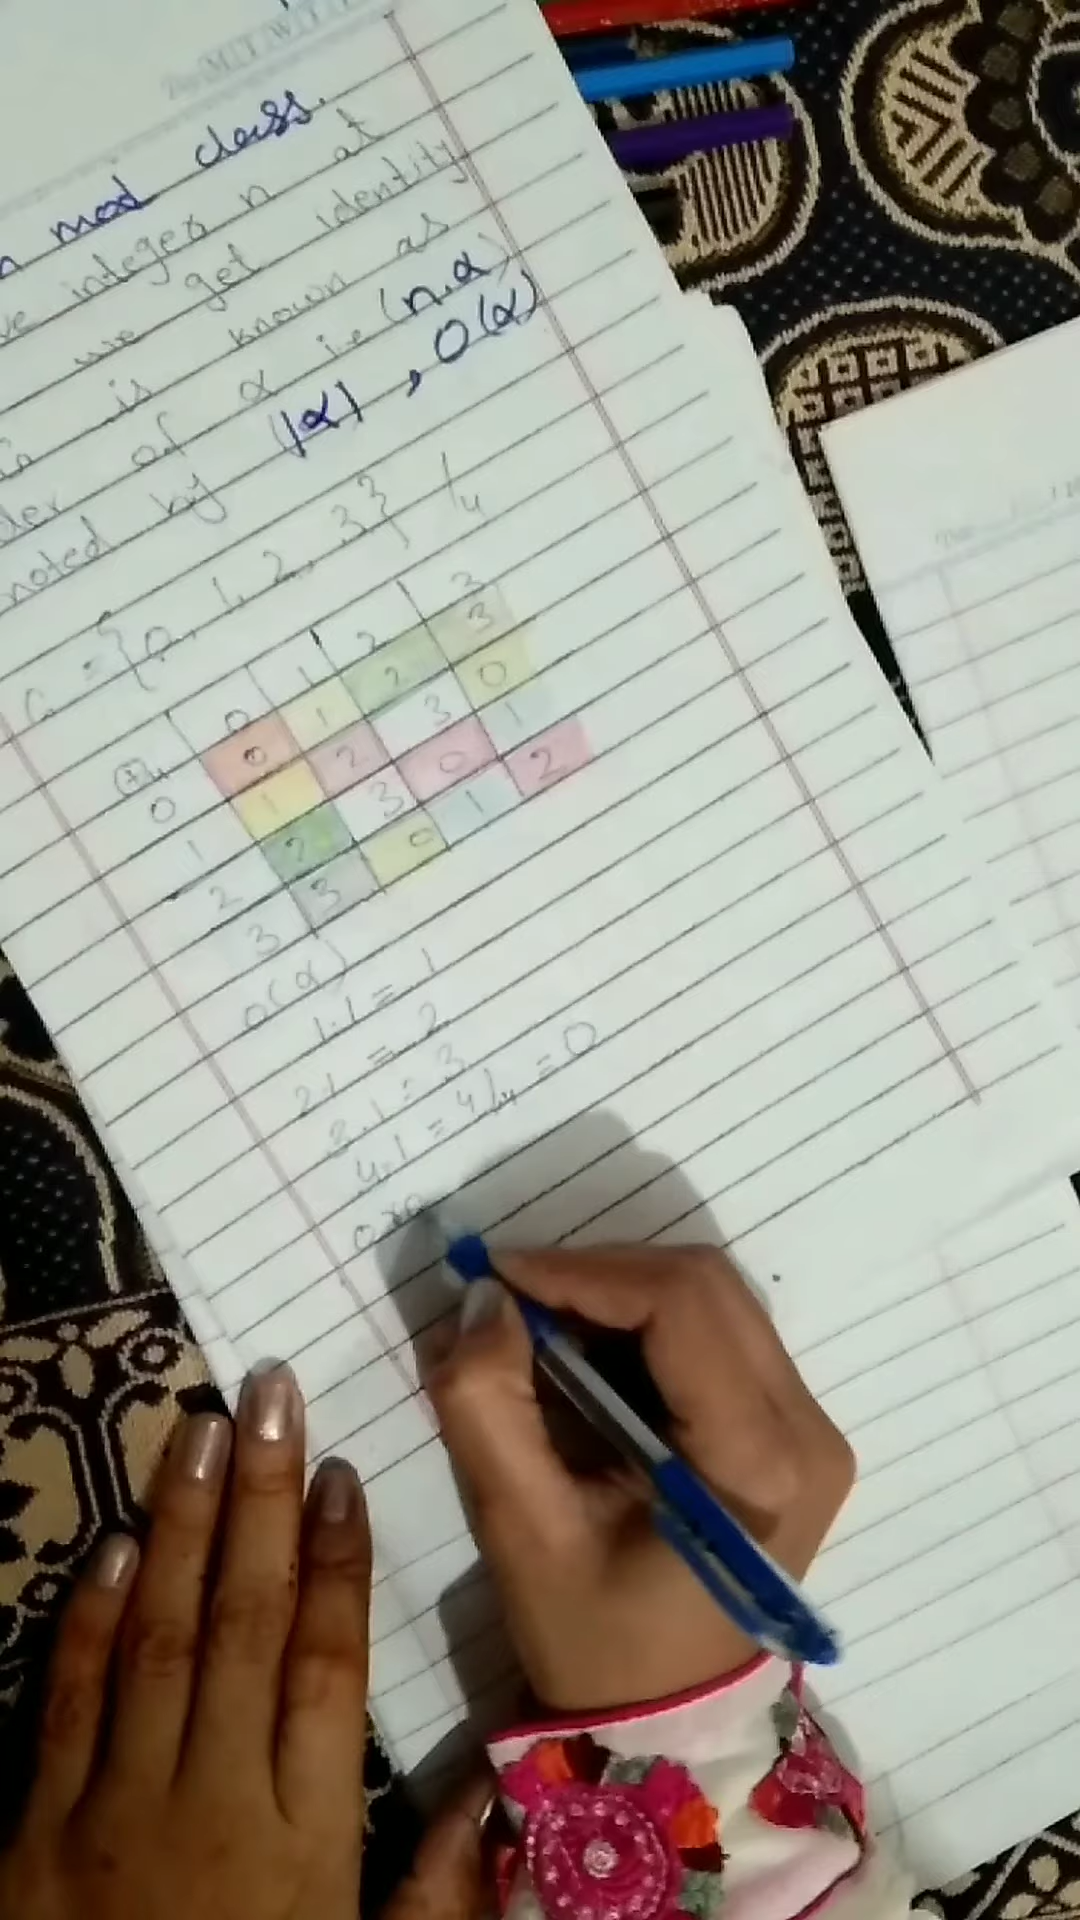 mod class.
integer n at
we get identity
is known as
of α i.e (n.α)
noted by |α| , O(α)
G = {0, 1, 2, 3} /4
+4 0 1 2 3
0 0 1 2 3
1 1 2 3 0
2 2 3 0 1
3 3 0 1 2
O(α)
1.1 = 1
2.1 = 2
3.1 = 3
4.1 = 4/4 = 0